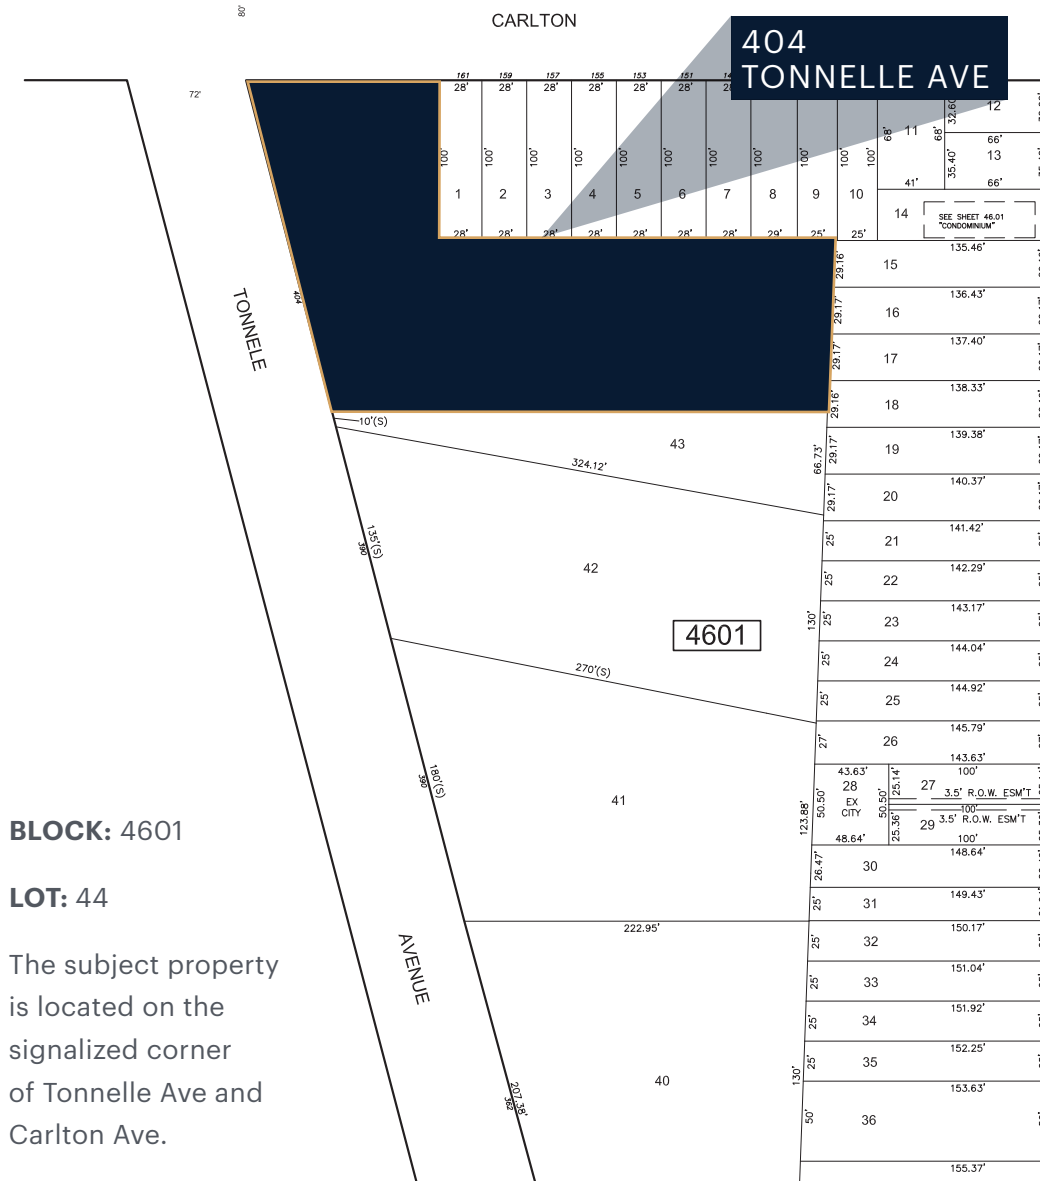 80'
CARLTON
404
TONNELLE AVE
72'
161 159 157 155 153 151
28' 28' 28' 28' 28' 28'
100' 100' 100' 100' 100' 100' 100' 100' 100' 100'
1 2 3 4 5 6 7 8 9 10
28' 28' 28' 28' 28' 28' 28' 29' 25' 25'
68' 11 68' 32.60' 12
66'
35.40' 13
41' 66'
14
SEE SHEET 46.01
"CONDOMINIUM"
135.46'
29.16' 15
136.43'
29.17' 16
137.40'
29.17' 17
138.33'
29.16' 18
404
TONNELE
10'(S)
43
139.38'
66.73' 29.17' 19
324.12'
140.37'
29.17' 20
141.42'
135'(S)
390
25' 21
142.29'
42
25' 22
143.17'
130' 25' 23
4601
144.04'
25' 24
270'(S)
144.92'
25' 25
145.79'
27' 26
143.63'
180'(S)
390
43.63' 100'
28 25.14' 27
50.50' EX CITY 50.50'
3.5' R.O.W. ESM'T
100'
3.5' R.O.W. ESM'T
25.36' 29
48.64' 100'
41
123.88'
148.64'
26.47' 30
149.43'
25' 31
222.95'
150.17'
25' 32
151.04'
25' 33
151.92'
25' 34
152.25'
25' 35
153.63'
AVENUE
40
130'
207.38'
362
50' 36
155.37'
BLOCK: 4601
LOT: 44
The subject property
is located on the
signalized corner
of Tonnelle Ave and
Carlton Ave.